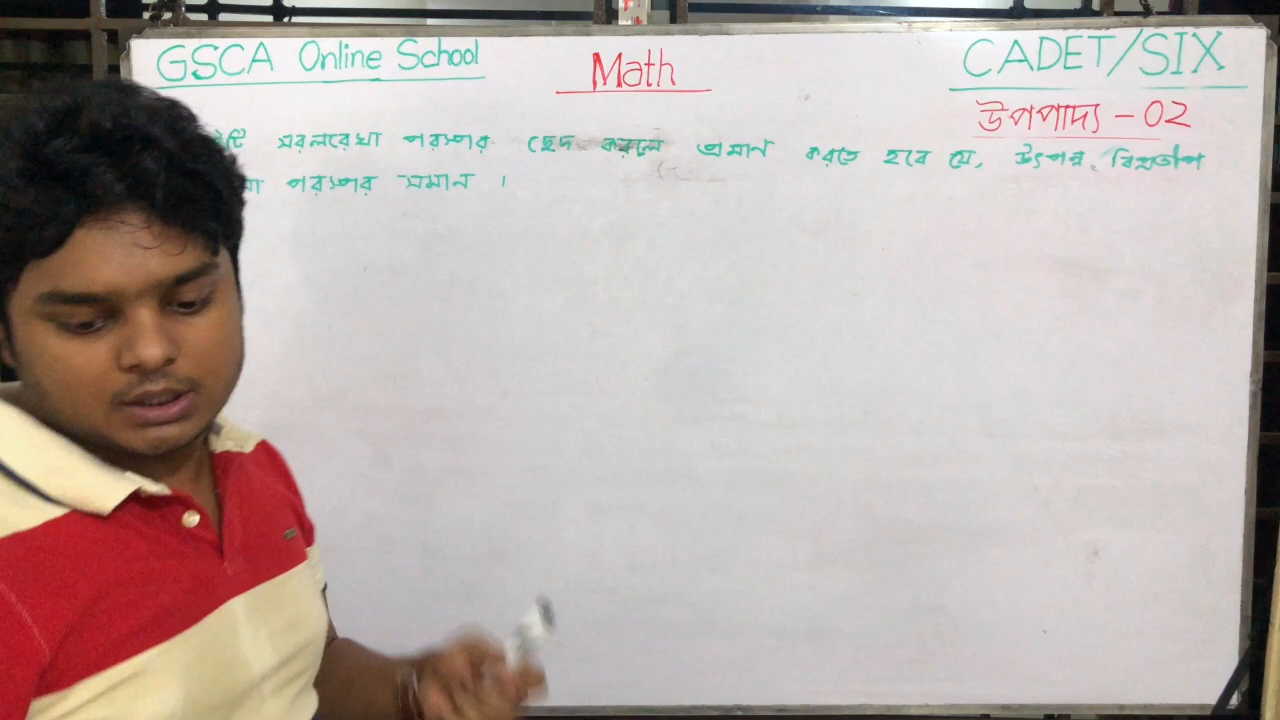 GSCA Online School
Math
CADET/SIX
উপপাদ্য - 02
সরলরেখা পরস্পর ছেদ করলে প্রমান করতে হবে যে, উৎপন্ন বিপ্রতীপ
পরস্পর সমান ।